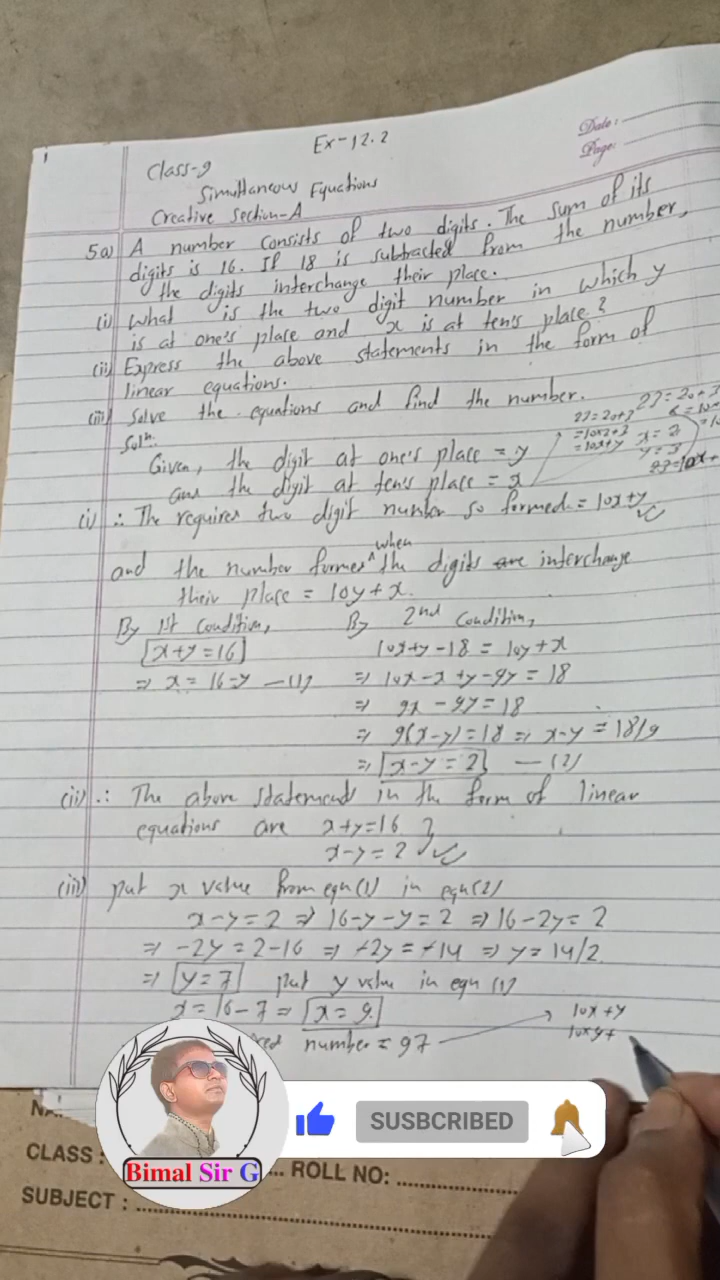 Ex-12.2
Date:
Page:
Class-9
Simultaneous Equations
Creative Section-A
5a) A number consists of two digits. The sum of its
digits is 16. If 18 is subtracted from the number,
the digits interchange their place.
(i) What is the two digit number in which y
is at one's place and x is at ten's place?
(ii) Express the above statements in the form of
linear equations.
(iii) Solve the equations and find the number.
Solⁿ.
23=20+3
=10x2+3
=10x+y
x=2
y=3
Given, the digit at one's place = y
and the digit at ten's place = x
(i) ∴ The required two digit number so formed = 10x+y
and the number formed ^when the digits are interchange
their place = 10y+x.
By 1st condition,
x+y=16
⇒ x = 16-y —(1)
By 2nd condition,
10x+y-18 = 10y+x
⇒ 10x-x+y-10y = 18
⇒ 9x-9y=18
⇒ 9(x-y)=18 ⇒ x-y = 18/9
⇒ x-y=2 —(2)
(ii) ∴ The above statements in the form of linear
equations are x+y=16
x-y=2
(iii) put x value from eqn(1) in eqn(2)
x-y=2 ⇒ 16-y-y=2 ⇒ 16-2y=2
⇒ -2y=2-16 ⇒ +2y=+14 ⇒ y=14/2
⇒ y=7 put y value in eqn (1)
x=16-7 ⇒ x=9.
number = 97
10x+y
10x9+
CLASS :
ROLL NO:
SUBJECT :
SUSBCRIBED
Bimal Sir G